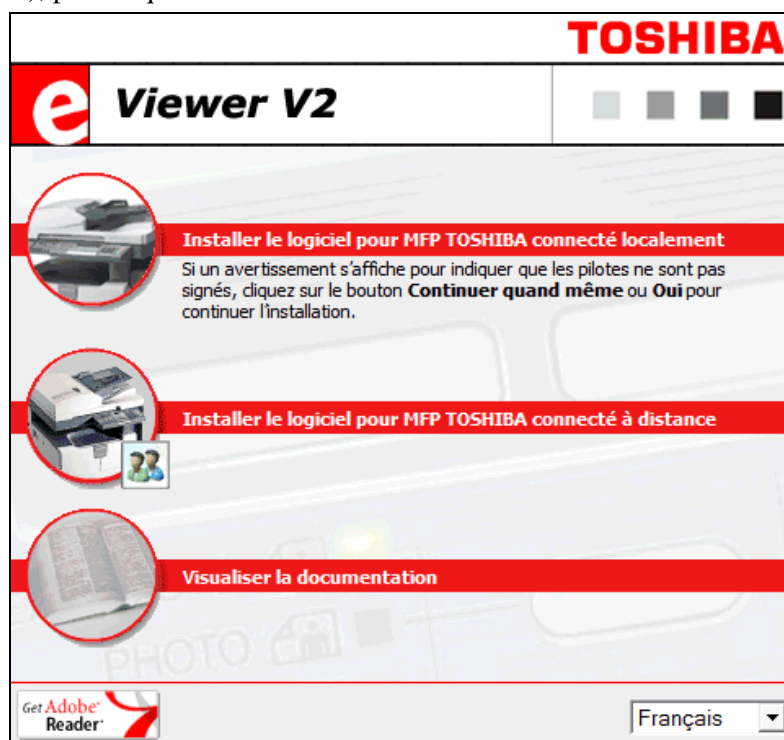 TOSHIBA
e Viewer V2
Installer le logiciel pour MFP TOSHIBA connecté localement
Si un avertissement s'affiche pour indiquer que les pilotes ne sont pas
signés, cliquez sur le bouton Continuer quand même ou Oui pour
continuer l'installation.
Installer le logiciel pour MFP TOSHIBA connecté à distance
Visualiser la documentation
PHOTO
Get Adobe
Reader
Français